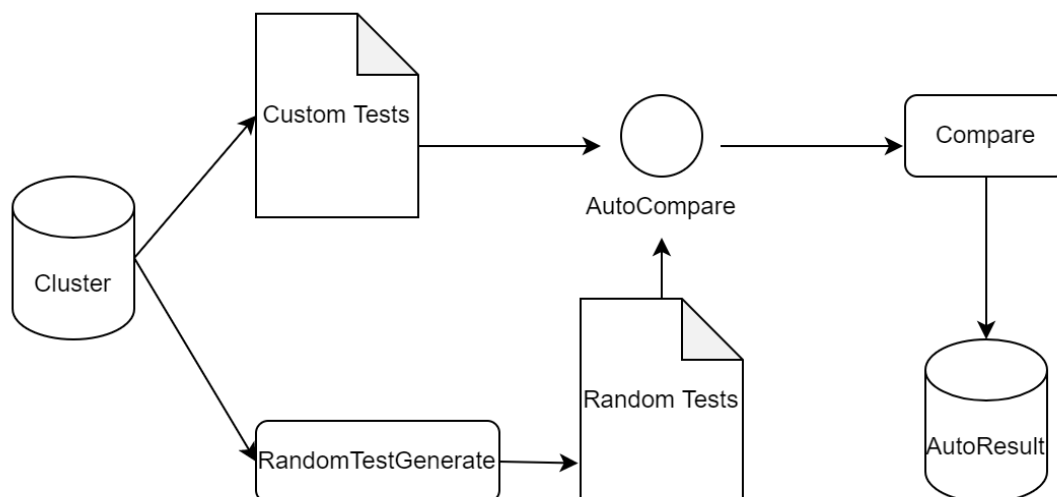 Custom Tests
Compare
AutoCompare
Cluster
Random Tests
RandomTestGenerate
AutoResult